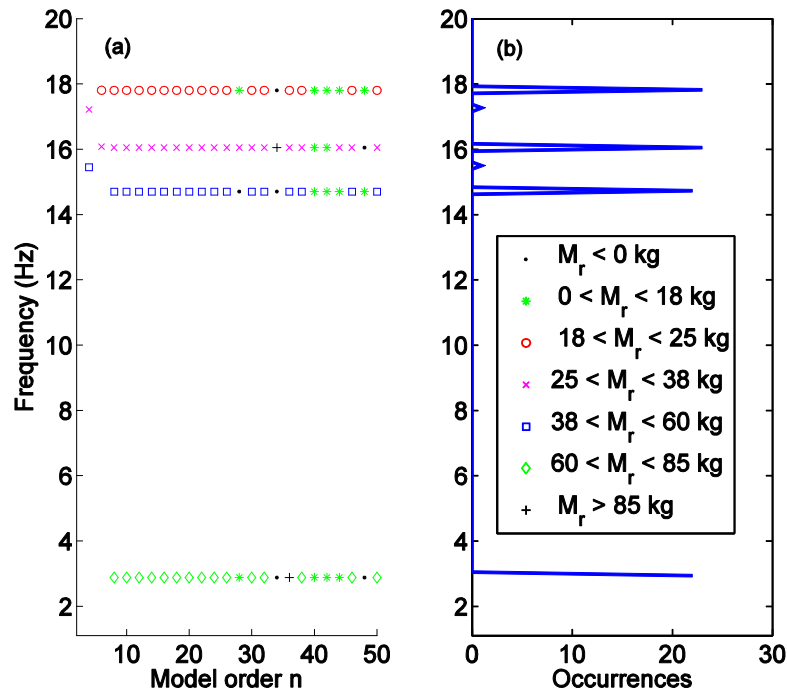 (a)
20
18
16
14
12
10
8
6
4
2
Frequency (Hz)
10 20 30 40 50
Model order n
(b)
20
18
16
14
12
10
8
6
4
2
M_r < 0 kg
0 < M_r < 18 kg
18 < M_r < 25 kg
25 < M_r < 38 kg
38 < M_r < 60 kg
60 < M_r < 85 kg
M_r > 85 kg
0 10 20 30
Occurrences